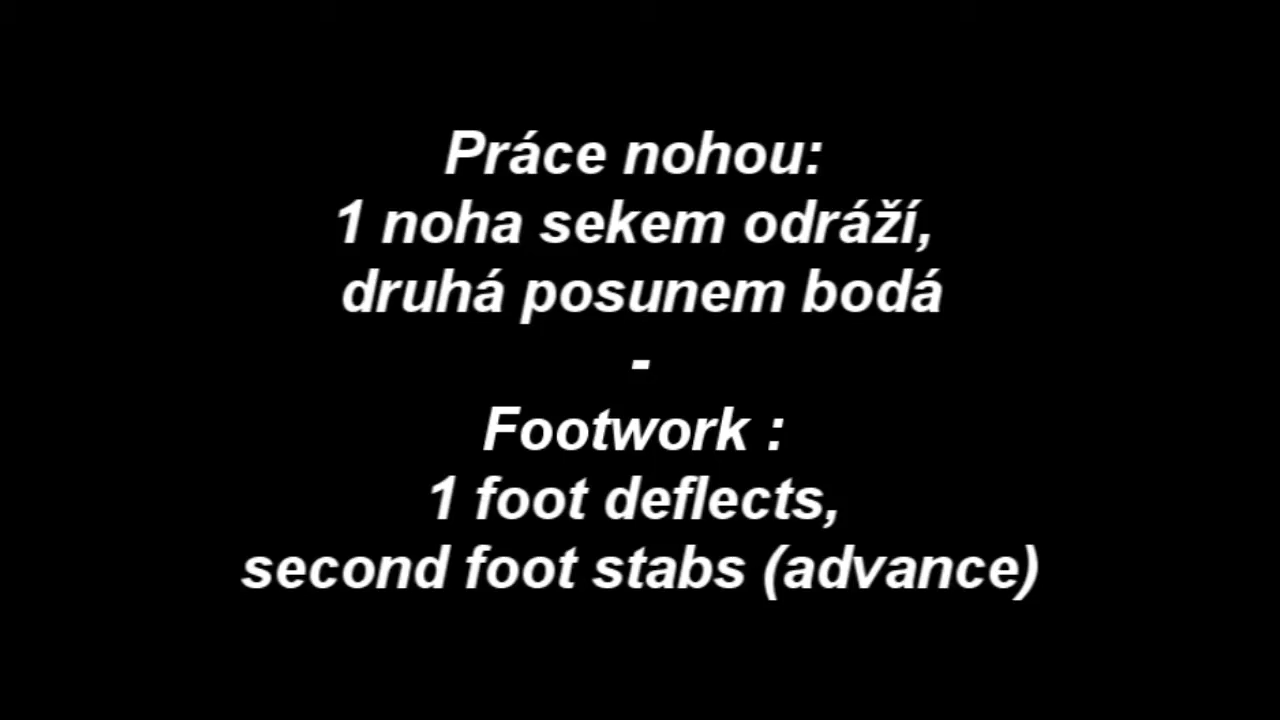 Práce nohou:
1 noha sekem odráží,
druhá posunem bodá
-
Footwork :
1 foot deflects,
second foot stabs (advance)